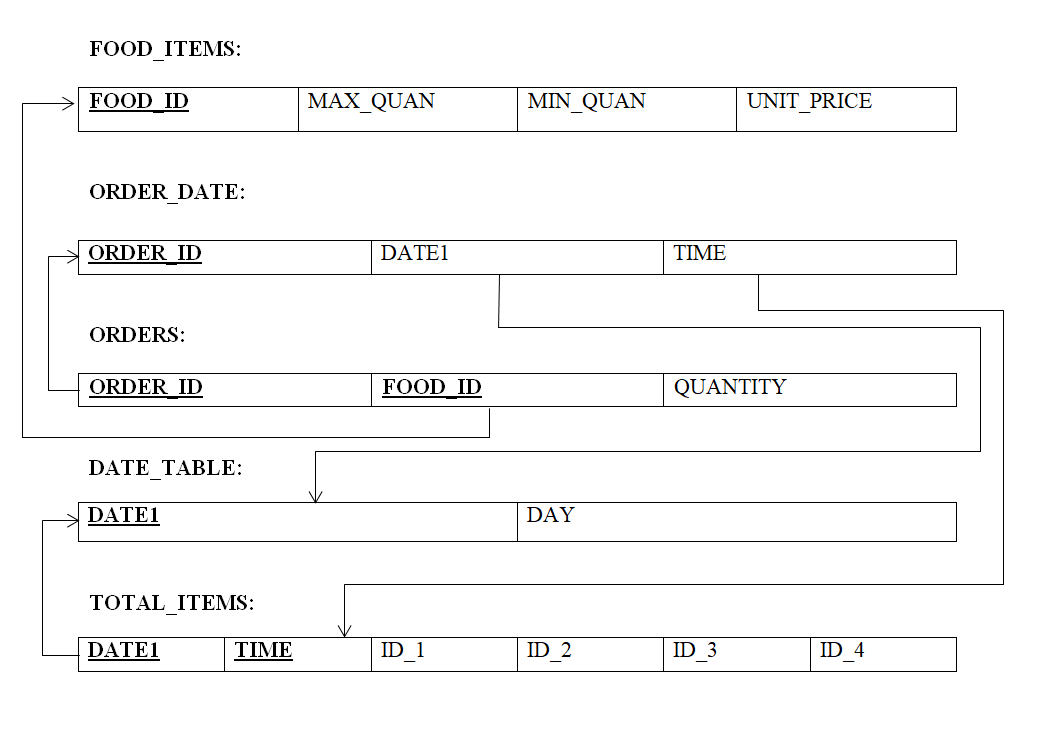 FOOD_ITEMS:
FOOD_ID MAX_QUAN MIN_QUAN UNIT_PRICE
ORDER_DATE:
ORDER_ID DATE1 TIME
ORDERS:
ORDER_ID FOOD_ID QUANTITY
DATE_TABLE:
DATE1 DAY
TOTAL_ITEMS:
DATE1 TIME ID_1 ID_2 ID_3 ID_4